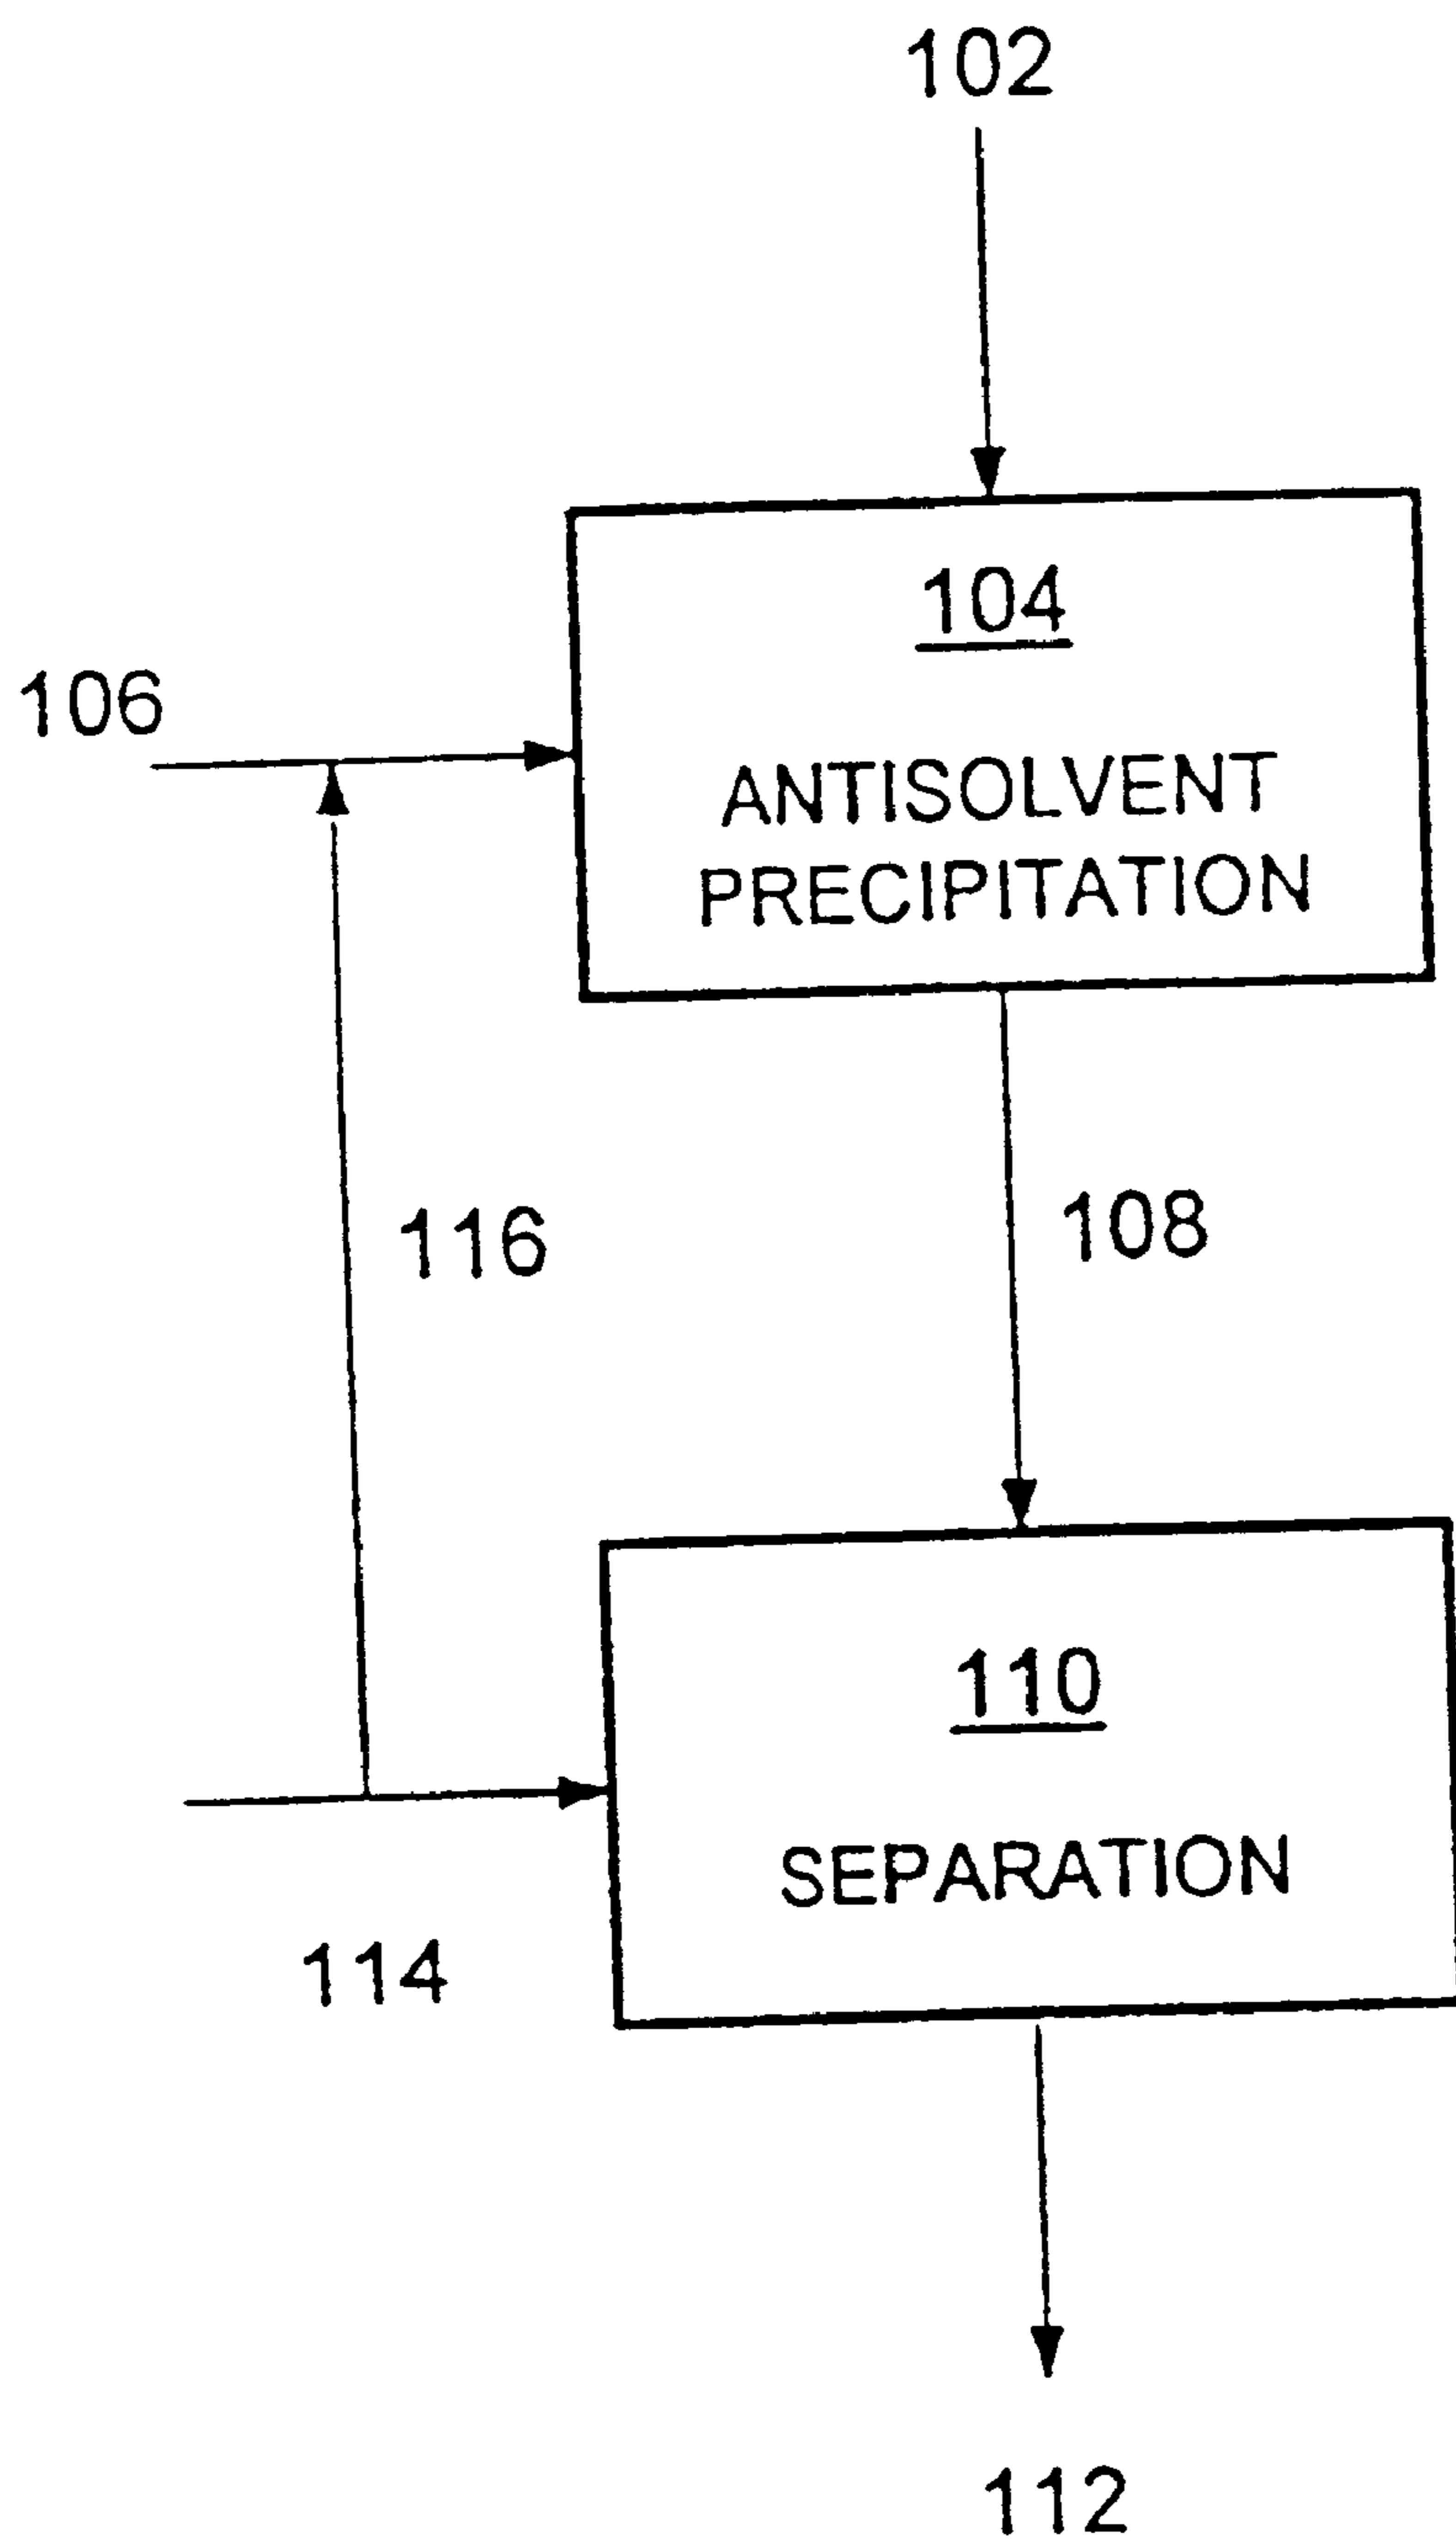 102
104
106
ANTISOLVENT
PRECIPITATION
116
108
110
SEPARATION
114
112